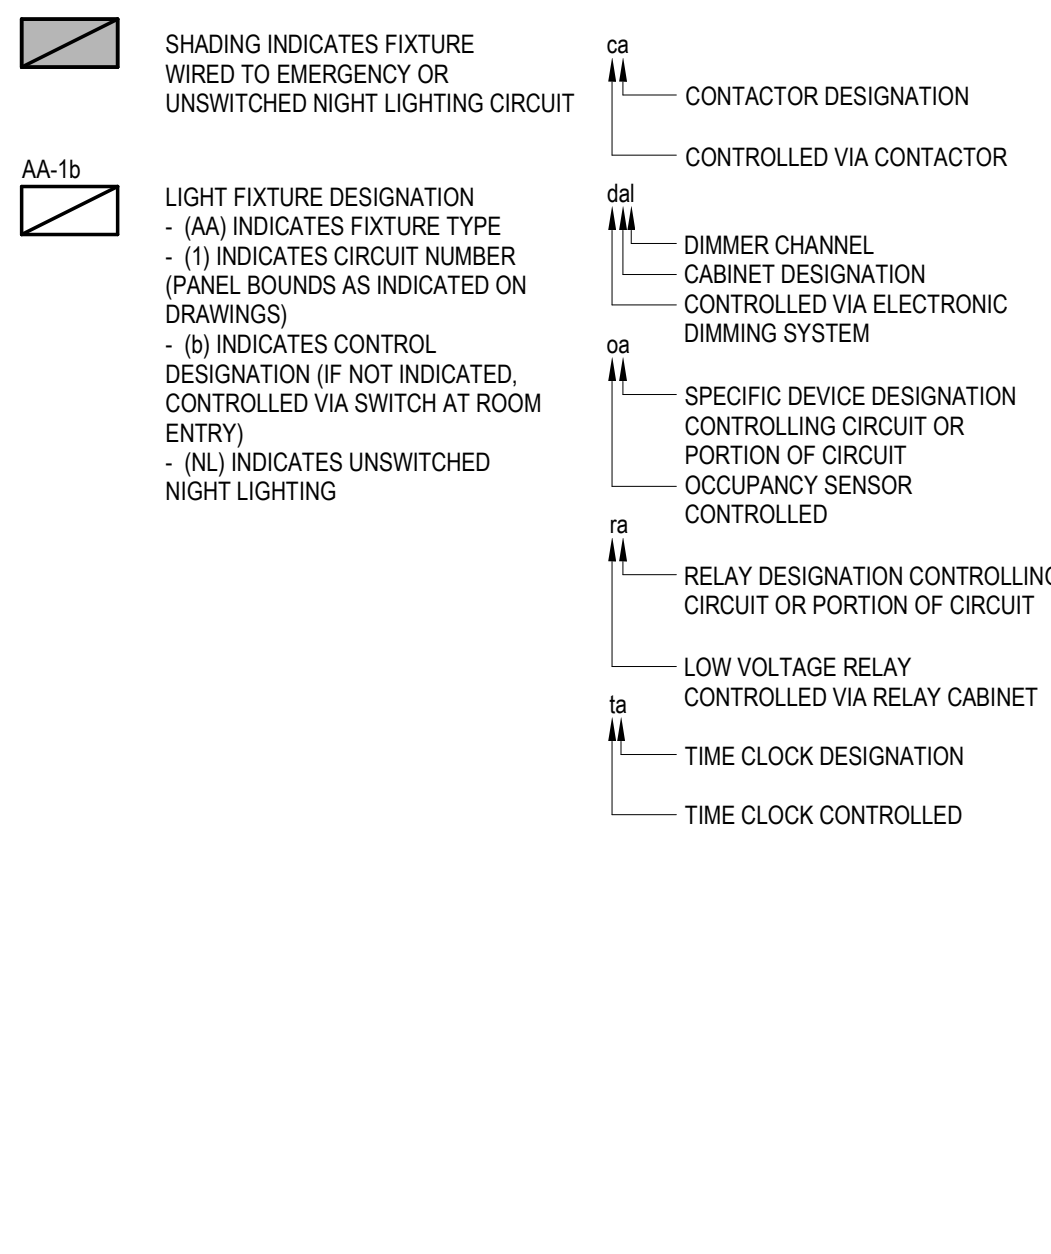 SHADING INDICATES FIXTURE
WIRED TO EMERGENCY OR
UNSWITCHED NIGHT LIGHTING CIRCUIT
AA-1b
LIGHT FIXTURE DESIGNATION
- (AA) INDICATES FIXTURE TYPE
- (1) INDICATES CIRCUIT NUMBER
(PANEL BOUNDS AS INDICATED ON
DRAWINGS)
- (b) INDICATES CONTROL
DESIGNATION (IF NOT INDICATED,
CONTROLLED VIA SWITCH AT ROOM
ENTRY)
- (NL) INDICATES UNSWITCHED
NIGHT LIGHTING
ca
CONTACTOR DESIGNATION
CONTROLLED VIA CONTACTOR
dal
DIMMER CHANNEL
CABINET DESIGNATION
CONTROLLED VIA ELECTRONIC
DIMMING SYSTEM
oa
SPECIFIC DEVICE DESIGNATION
CONTROLLING CIRCUIT OR
PORTION OF CIRCUIT
OCCUPANCY SENSOR
CONTROLLED
ra
RELAY DESIGNATION CONTROLLING
CIRCUIT OR PORTION OF CIRCUIT
LOW VOLTAGE RELAY
CONTROLLED VIA RELAY CABINET
ta
TIME CLOCK DESIGNATION
TIME CLOCK CONTROLLED